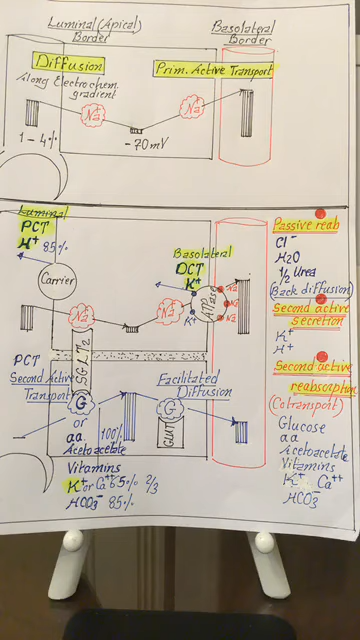 Luminal (Apical)
Border
Basolateral
Border
Diffusion
Prim. Active Transport
Along Electrochem.
gradient
Na+
Na+
1-4%
-70mV
Luminal
PCT
H+ 85%
Carrier
Basolateral
DCT
K+
Na
Na
Na
ATPase
K+
Na+
Na+
SGLT2
PCT
Second Active
Transport
G
or
aa.
Acetoacetate
Vitamins
K+ or Ca++ 65% 2/3
HCO3- 85%
100%
Facilitated
Diffusion
G
GLUT
Passive reab
Cl-
H2O
1/2 Urea
(Back diffusion)
Second active
secretion
K+
H+
Second active
reabsorption
(Cotransport)
Glucose
aa
Acetoacetate
Vitamins
K+ Ca++
HCO3-